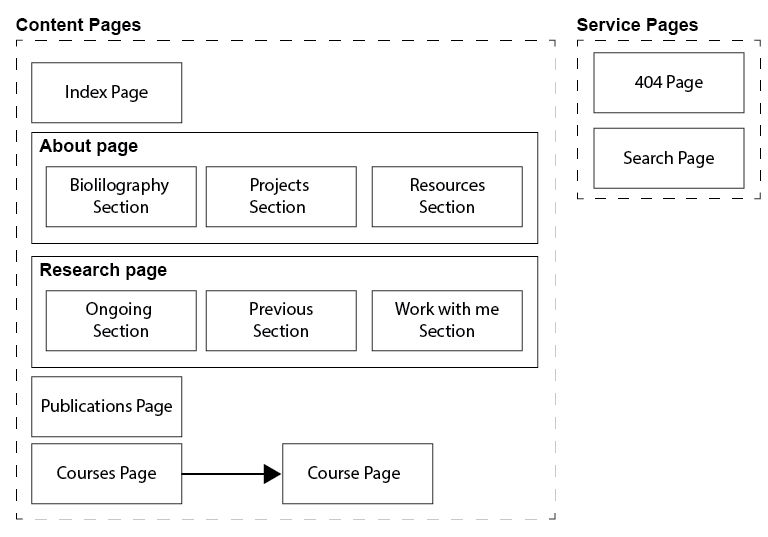 Content Pages
Index Page
About page
Biolilography
Section
Projects
Section
Resources
Section
Research page
Ongoing
Section
Previous
Section
Work with me
Section
Publications Page
Courses Page
Course Page
Service Pages
404 Page
Search Page